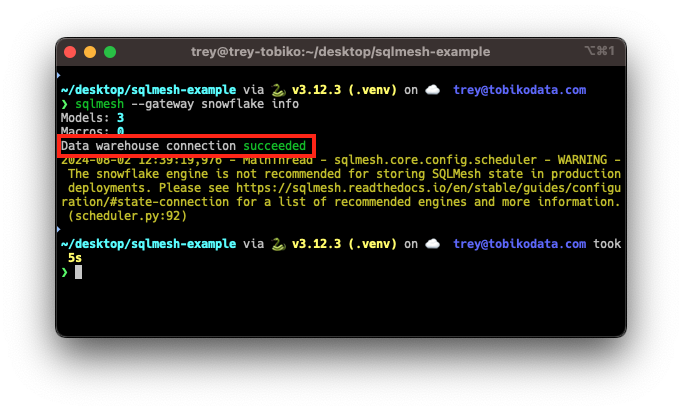 trey@trey-tobiko:~/desktop/sqlmesh-example
⌥⌘1
~/desktop/sqlmesh-example via 🐍 v3.12.3 (.venv) on ☁️ trey@tobikodata.com
❯ sqlmesh --gateway snowflake info
Models: 3
Macros: 0
Data warehouse connection succeeded
2024-08-02 12:39:19,976 - MainThread - sqlmesh.core.config.scheduler - WARNING -
The snowflake engine is not recommended for storing SQLMesh state in production
deployments. Please see https://sqlmesh.readthedocs.io/en/stable/guides/configu
ration/#state-connection for a list of recommended engines and more information.
(scheduler.py:92)
~/desktop/sqlmesh-example via 🐍 v3.12.3 (.venv) on ☁️ trey@tobikodata.com took
5s
❯